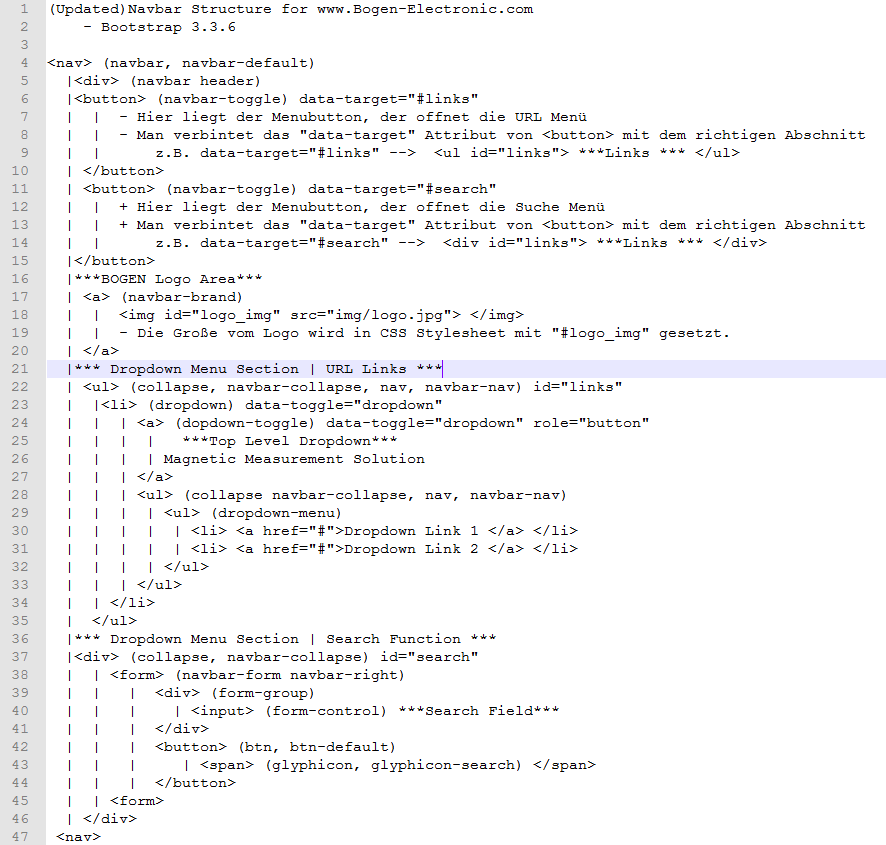 1 (Updated)Navbar Structure for www.Bogen-Electronic.com
2     - Bootstrap 3.3.6
3
4 <nav> (navbar, navbar-default)
5   |<div> (navbar header)
6   |<button> (navbar-toggle) data-target="#links"
7   |  |  - Hier liegt der Menubutton, der offnet die URL Menü
8   |  |  - Man verbintet das "data-target" Attribut von <button> mit dem richtigen Abschnitt
9   |  |      z.B. data-target="#links" -->  <ul id="links"> ***Links *** </ul>
10   | </button>
11   | <button> (navbar-toggle) data-target="#search"
12   |  |  + Hier liegt der Menubutton, der offnet die Suche Menü
13   |  |  + Man verbintet das "data-target" Attribut von <button> mit dem richtigen Abschnitt
14   |  |      z.B. data-target="#search" -->  <div id="links"> ***Links *** </div>
15   |</button>
16   |***BOGEN Logo Area***
17   | <a> (navbar-brand)
18   |  |  <img id="logo_img" src="img/logo.jpg"> </img>
19   |  |  - Die Große vom Logo wird in CSS Stylesheet mit "#logo_img" gesetzt.
20   | </a>
21   |*** Dropdown Menu Section | URL Links ***
22   | <ul> (collapse, navbar-collapse, nav, navbar-nav) id="links"
23   |  |<li> (dropdown) data-toggle="dropdown"
24   |  |  | <a> (dopdown-toggle) data-toggle="dropdown" role="button"
25   |  |  |  |   ***Top Level Dropdown***
26   |  |  |  | Magnetic Measurement Solution
27   |  |  | </a>
28   |  |  | <ul> (collapse navbar-collapse, nav, navbar-nav)
29   |  |  |  | <ul> (dropdown-menu)
30   |  |  |  |  | <li> <a href="#">Dropdown Link 1 </a> </li>
31   |  |  |  |  | <li> <a href="#">Dropdown Link 2 </a> </li>
32   |  |  |  | </ul>
33   |  |  | </ul>
34   |  | </li>
35   |  </ul>
36   |*** Dropdown Menu Section | Search Function ***
37   |<div> (collapse, navbar-collapse) id="search"
38   |  | <form> (navbar-form navbar-right)
39   |  |   |  <div> (form-group)
40   |  |   |    | <input> (form-control) ***Search Field***
41   |  |   |  </div>
42   |  |   |  <button> (btn, btn-default)
43   |  |   |     | <span> (glyphicon, glyphicon-search) </span>
44   |  |   |  </button>
45   |  | <form>
46   | </div>
47  <nav>